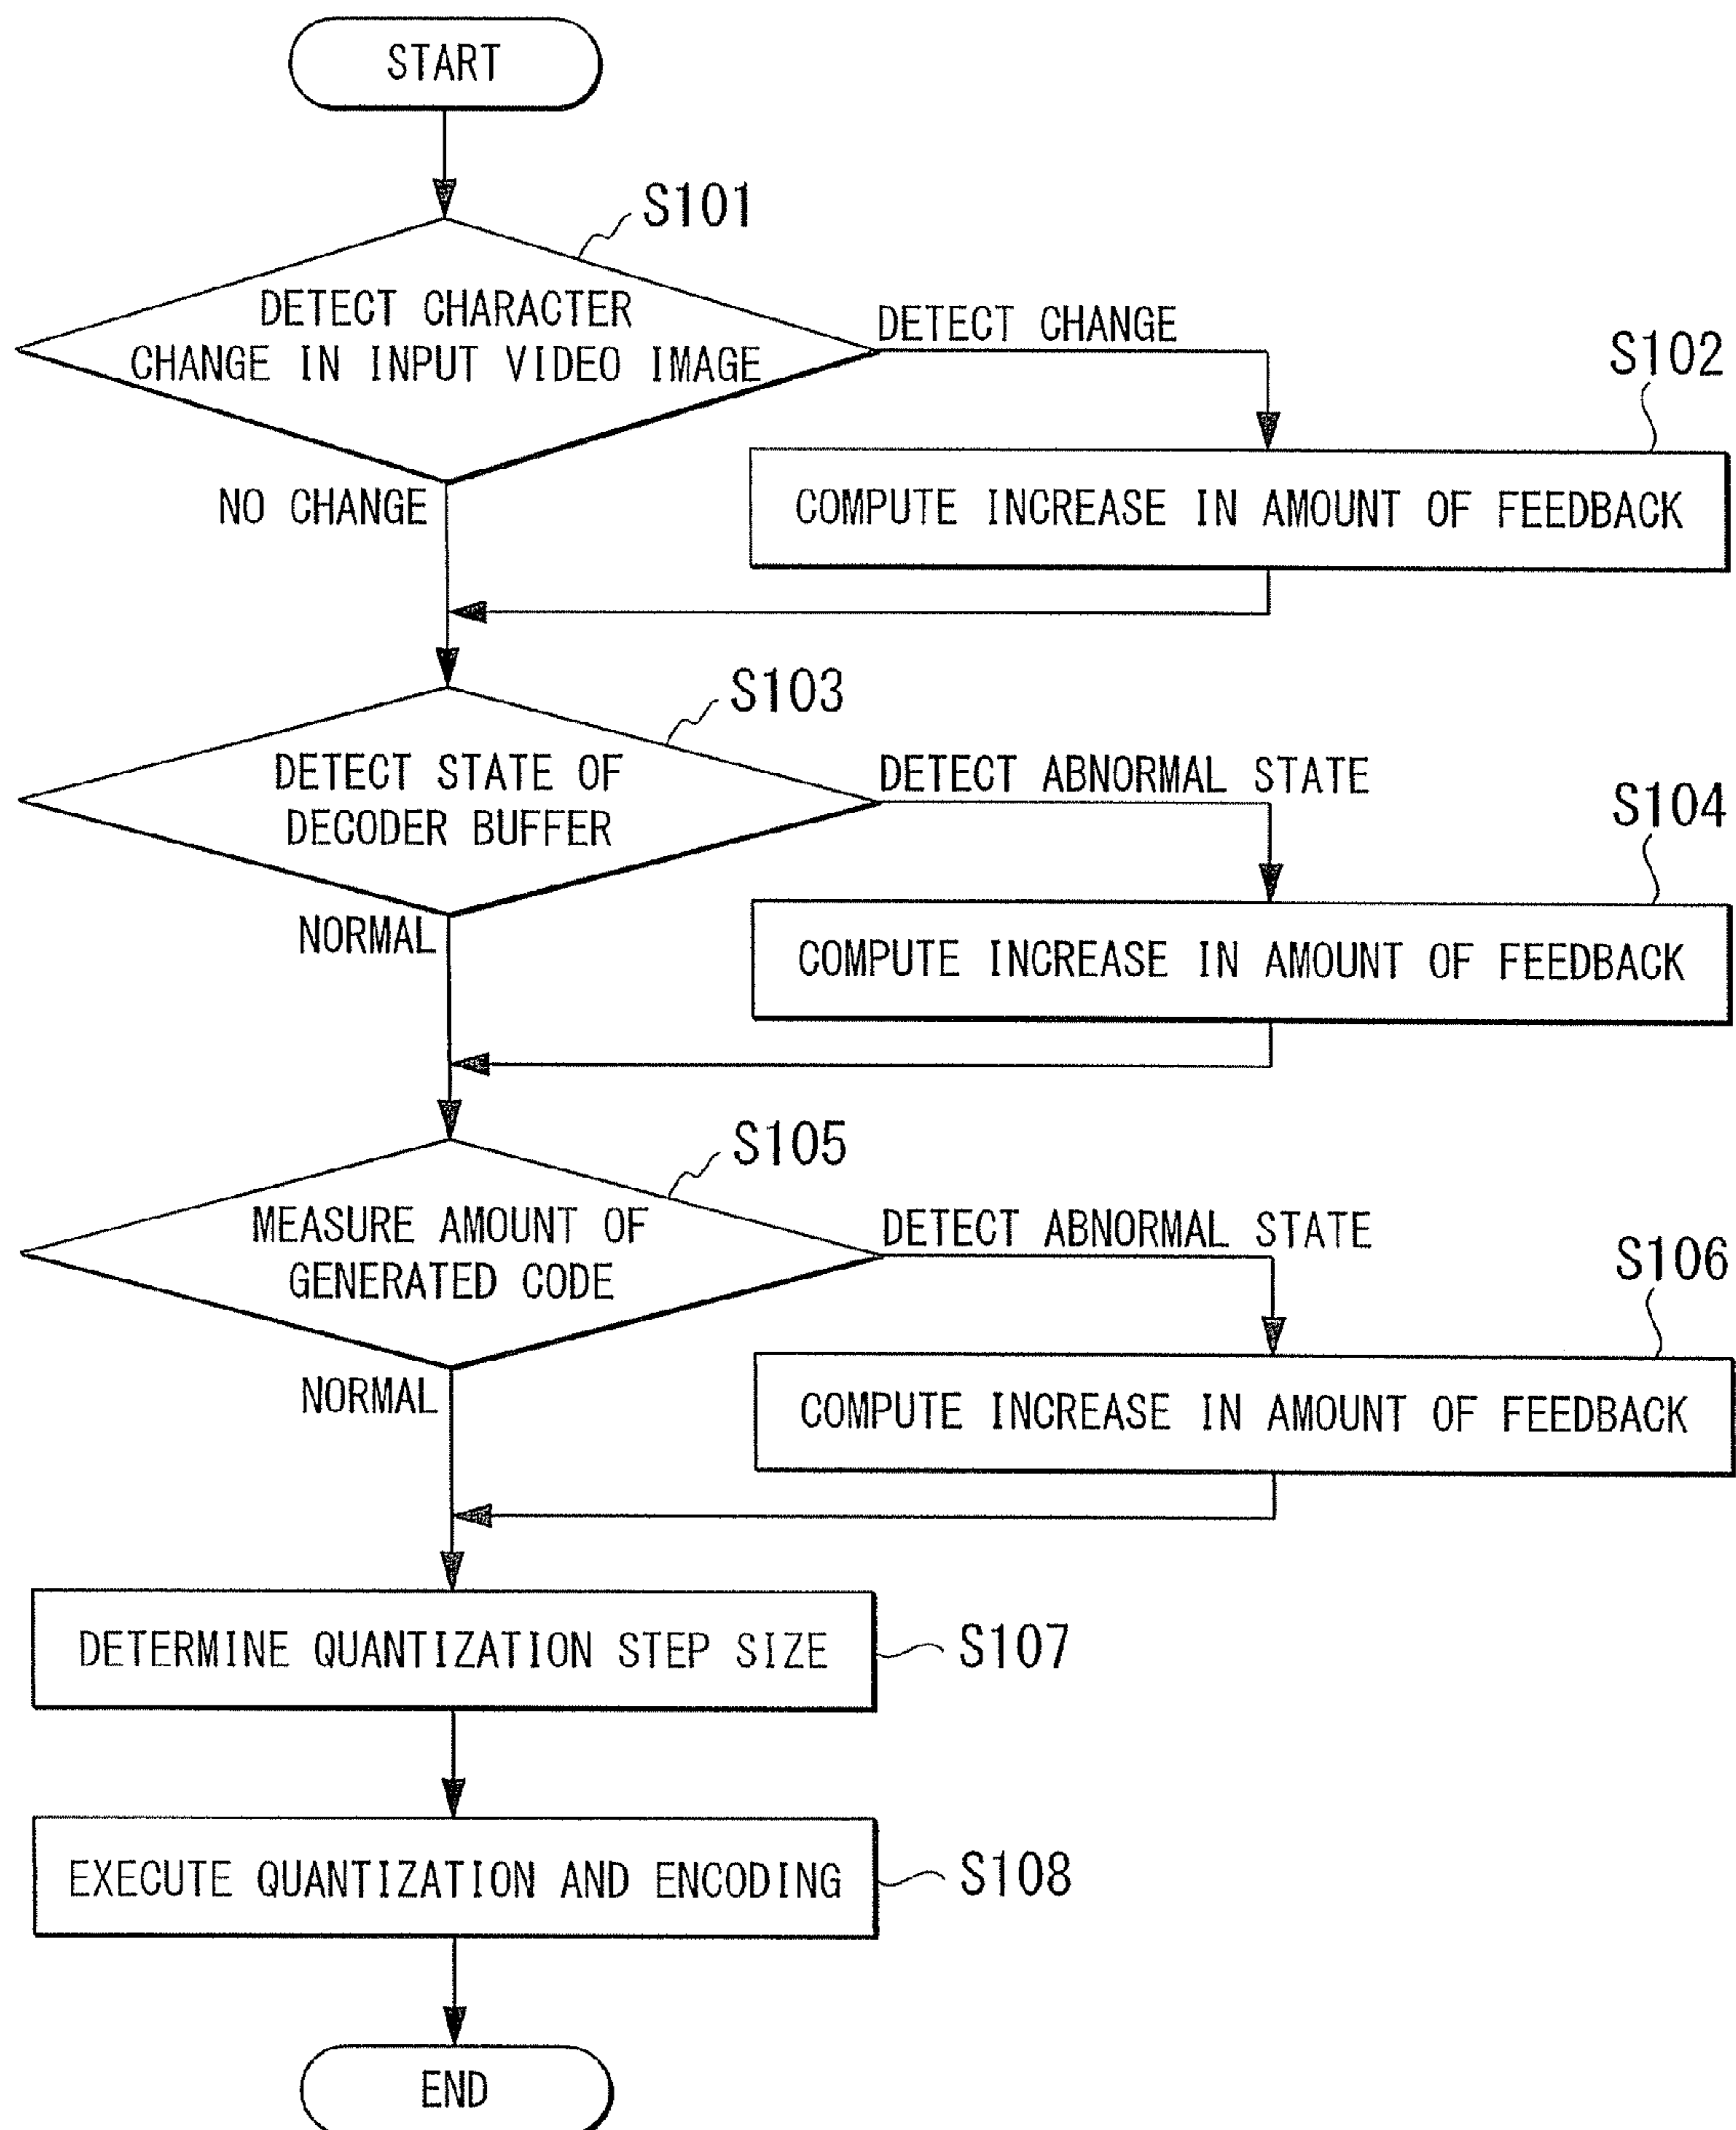 START
S101
DETECT CHARACTER
CHANGE IN INPUT VIDEO IMAGE
DETECT CHANGE
S102
COMPUTE INCREASE IN AMOUNT OF FEEDBACK
NO CHANGE
S103
DETECT STATE OF
DECODER BUFFER
DETECT ABNORMAL STATE
S104
COMPUTE INCREASE IN AMOUNT OF FEEDBACK
NORMAL
S105
MEASURE AMOUNT OF
GENERATED CODE
DETECT ABNORMAL STATE
S106
COMPUTE INCREASE IN AMOUNT OF FEEDBACK
NORMAL
DETERMINE QUANTIZATION STEP SIZE
S107
EXECUTE QUANTIZATION AND ENCODING
S108
END